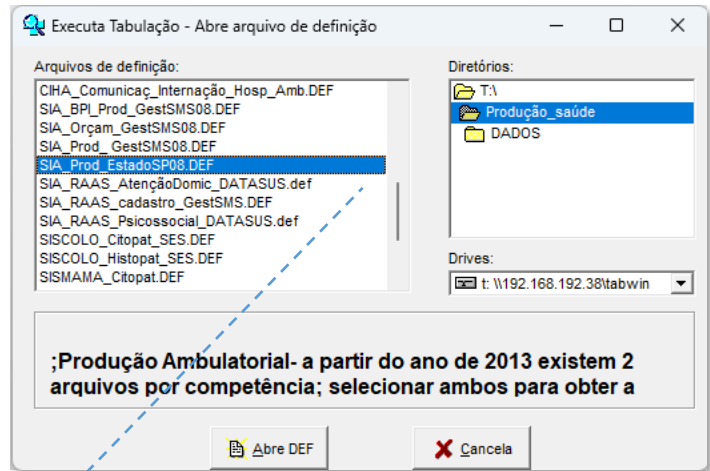 Executa Tabulação - Abre arquivo de definição
Arquivos de definição:
CIHA_Comunicaç_Internação_Hosp_Amb.DEF
SIA_BPI_Prod_GestSMS08.DEF
SIA_Orçam_GestSMS08.DEF
SIA_Prod_ GestSMS08.DEF
SIA_Prod_EstadoSP08.DEF
SIA_RAAS_AtençãoDomic_DATASUS.def
SIA_RAAS_cadastro_GestSMS.DEF
SIA_RAAS_Psicossocial_DATASUS.def
SISCOLO_Citopat_SES.DEF
SISCOLO_Histopat_SES.DEF
SISMAMA_Citopat.DEF
Diretórios:
T:\
Produção_saúde
DADOS
Drives:
t: \\192.168.192.38\tabwin
;Produção Ambulatorial- a partir do ano de 2013 existem 2
arquivos por competência; selecionar ambos para obter a
Abre DEF
Cancela